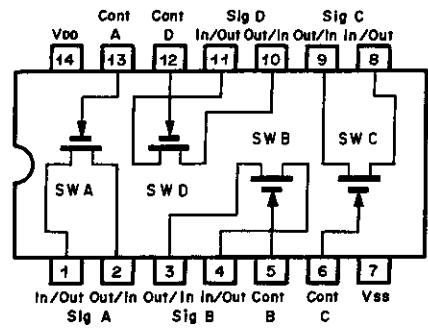 Cont Cont Sig D Sig C
VDD A D In/Out Out/In Out/In In/Out
14 13 12 11 10 9 8
SW B SW C
SW A SW D
1 2 3 4 5 6 7
In/Out Out/In Out/In In/Out Cont Cont Vss
Sig A Sig B B C